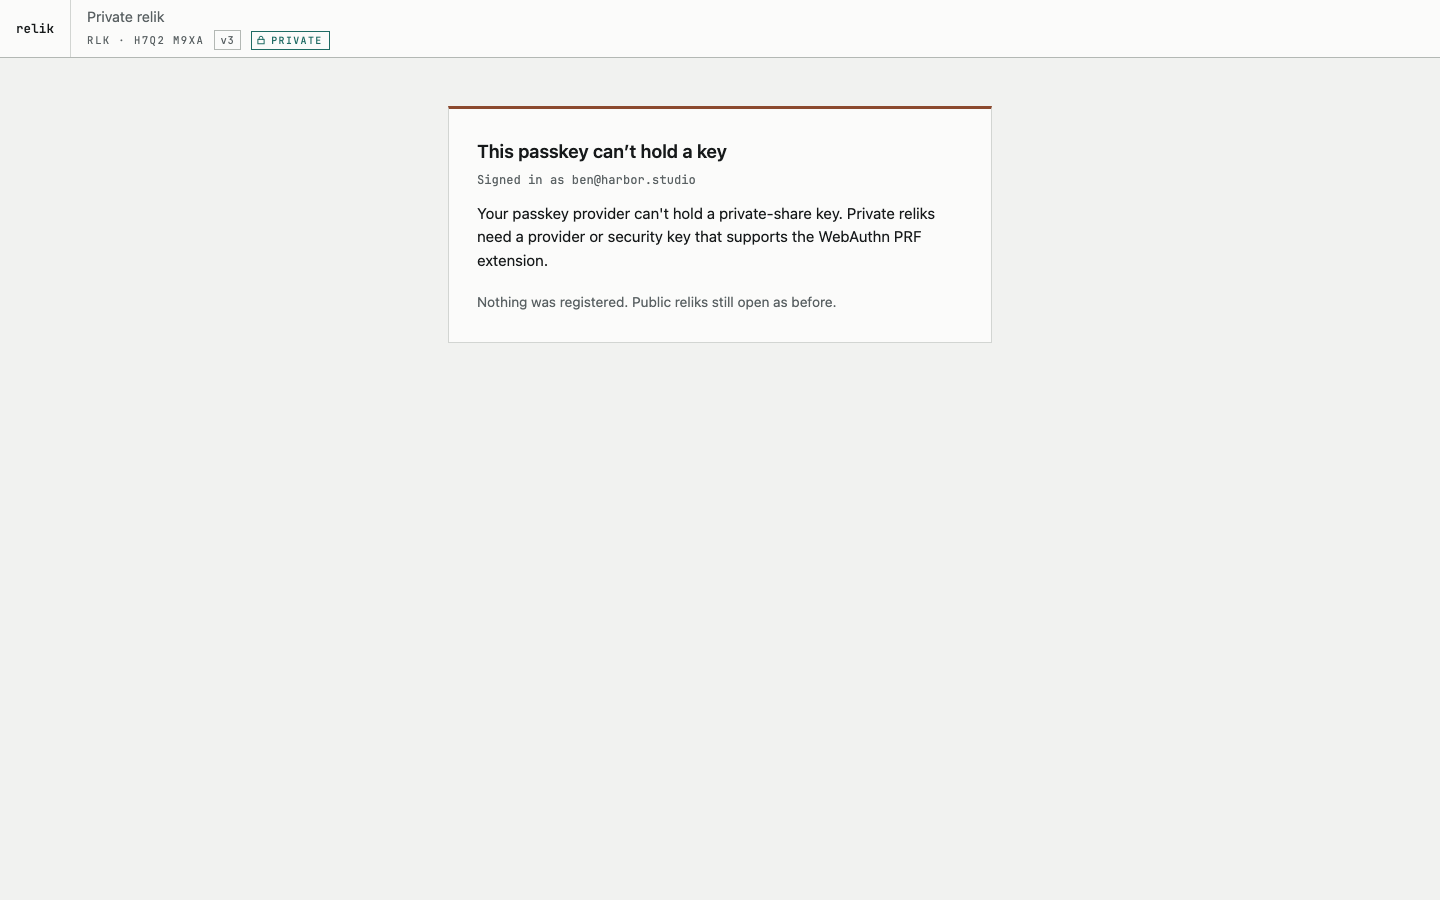 relik
Private relik
RLK · H7Q2 M9XA v3 PRIVATE
This passkey can’t hold a key
Signed in as ben@harbor.studio
Your passkey provider can't hold a private-share key. Private reliks
need a provider or security key that supports the WebAuthn PRF
extension.
Nothing was registered. Public reliks still open as before.